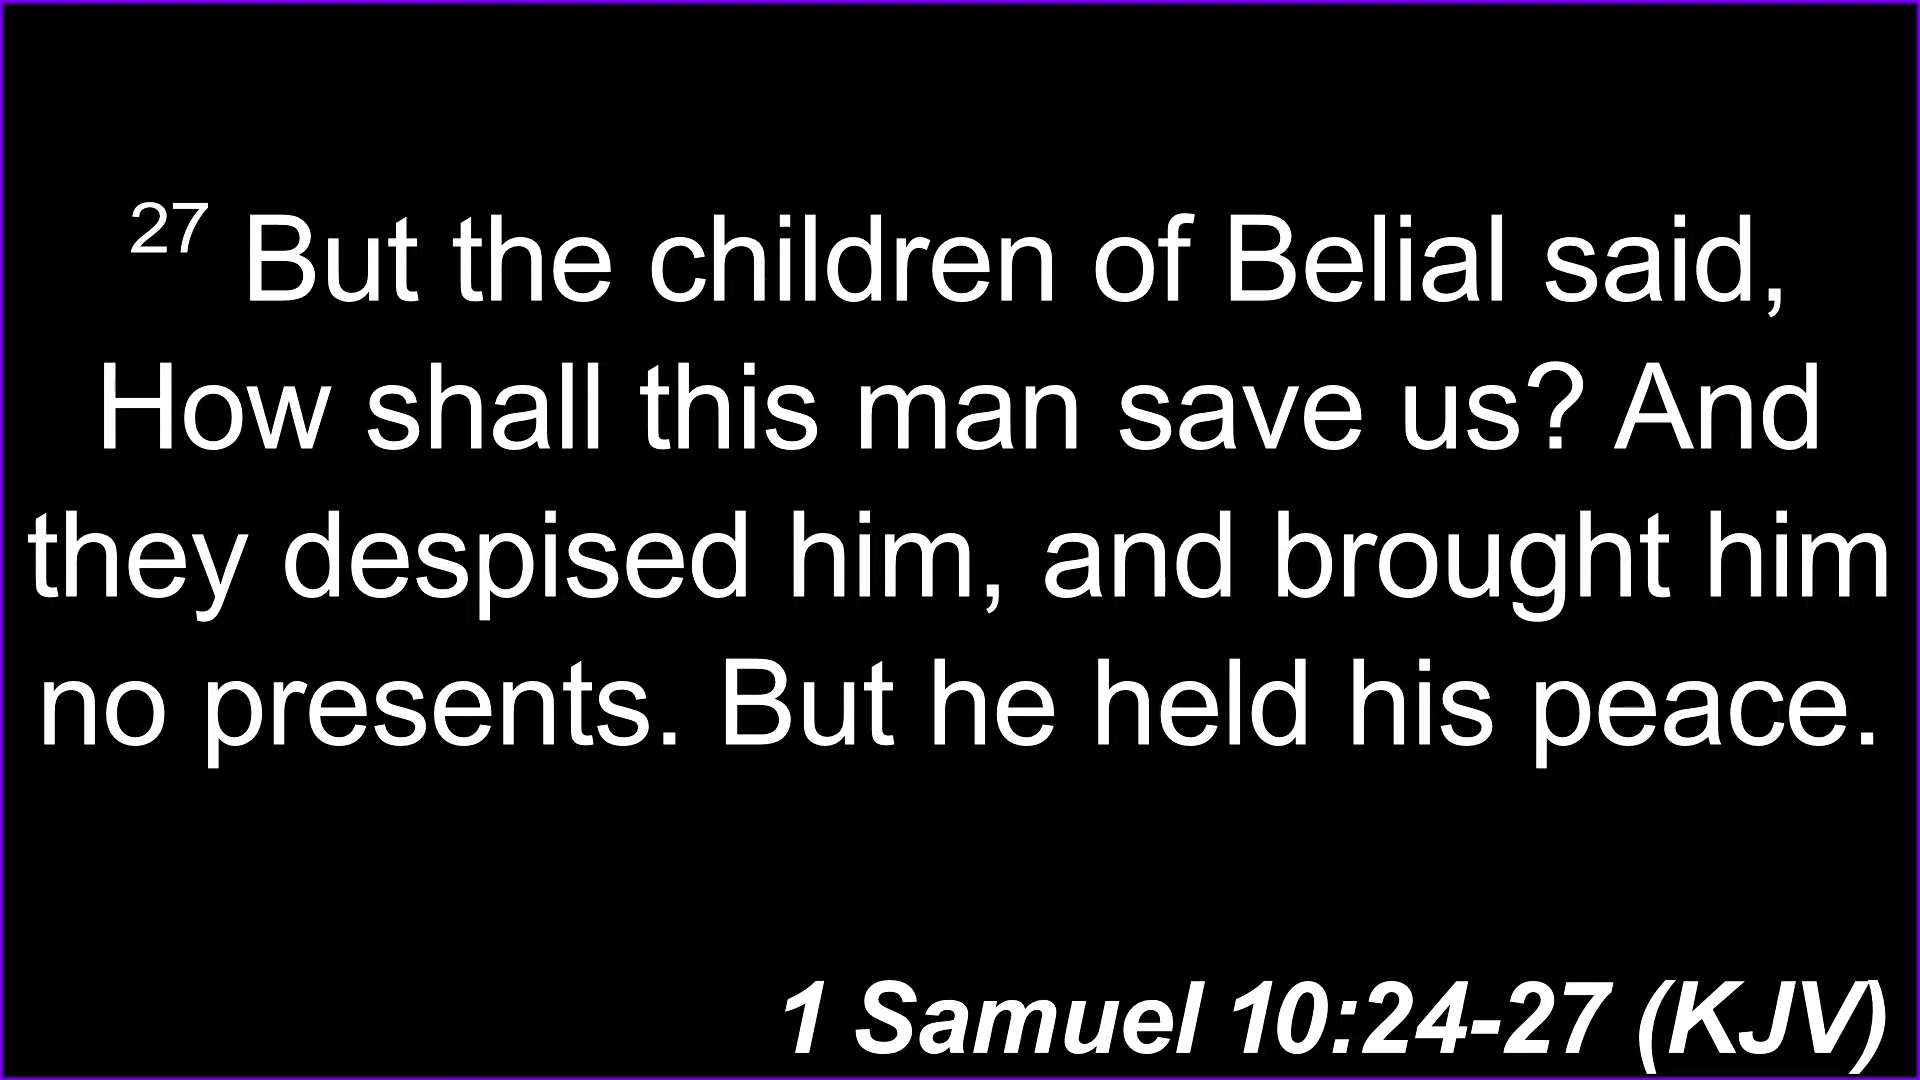 27 But the children of Belial said,
How shall this man save us? And
they despised him, and brought him
no presents. But he held his peace.
1 Samuel 10:24-27 (KJV)